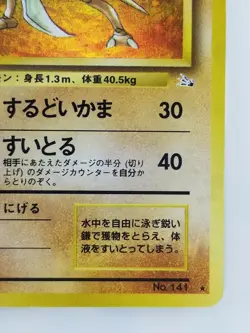 モン：身長1.3m、体重40.5kg
するどいかま 30
すいとる 40
相手にあたえたダメージの半分 (切り
上げ) のダメージカウンターを自分か
らとりのぞく。
にげる
水中を自由に泳ぎ鋭い
鎌で獲物をとらえ、体
液をすいとってしまう。
No. 141 ★